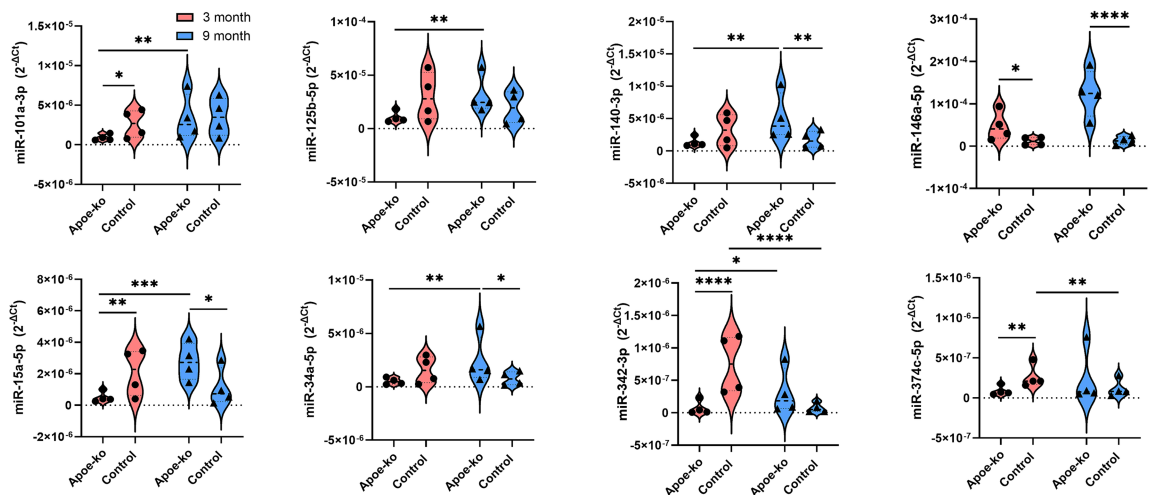 3 month
9 month
miR-101a-3p (2^-ΔCt)
1.5×10^-5
1×10^-5
5×10^-6
0
-5×10^-6
**
*
Apoe-ko
Control
Apoe-ko
Control
miR-125b-5p (2^-ΔCt)
1×10^-4
5×10^-5
0
-5×10^-5
**
Apoe-ko
Control
Apoe-ko
Control
miR-140-3p (2^-ΔCt)
2×10^-5
1.5×10^-5
1×10^-5
5×10^-6
0
-5×10^-6
**
**
Apoe-ko
Control
Apoe-ko
Control
miR-146a-5p (2^-ΔCt)
3×10^-4
2×10^-4
1×10^-4
0
-1×10^-4
*
****
Apoe-ko
Control
Apoe-ko
Control
miR-15a-5p (2^-ΔCt)
8×10^-6
6×10^-6
4×10^-6
2×10^-6
0
-2×10^-6
***
**
*
Apoe-ko
Control
Apoe-ko
Control
miR-34a-5p (2^-ΔCt)
1×10^-5
5×10^-6
0
-5×10^-6
**
*
Apoe-ko
Control
Apoe-ko
Control
miR-342-3p (2^-ΔCt)
2×10^-6
1.5×10^-6
1×10^-6
5×10^-7
0
-5×10^-7
****
*
****
Apoe-ko
Control
Apoe-ko
Control
miR-374c-5p (2^-ΔCt)
1.5×10^-6
1×10^-6
5×10^-7
0
-5×10^-7
**
**
Apoe-ko
Control
Apoe-ko
Control